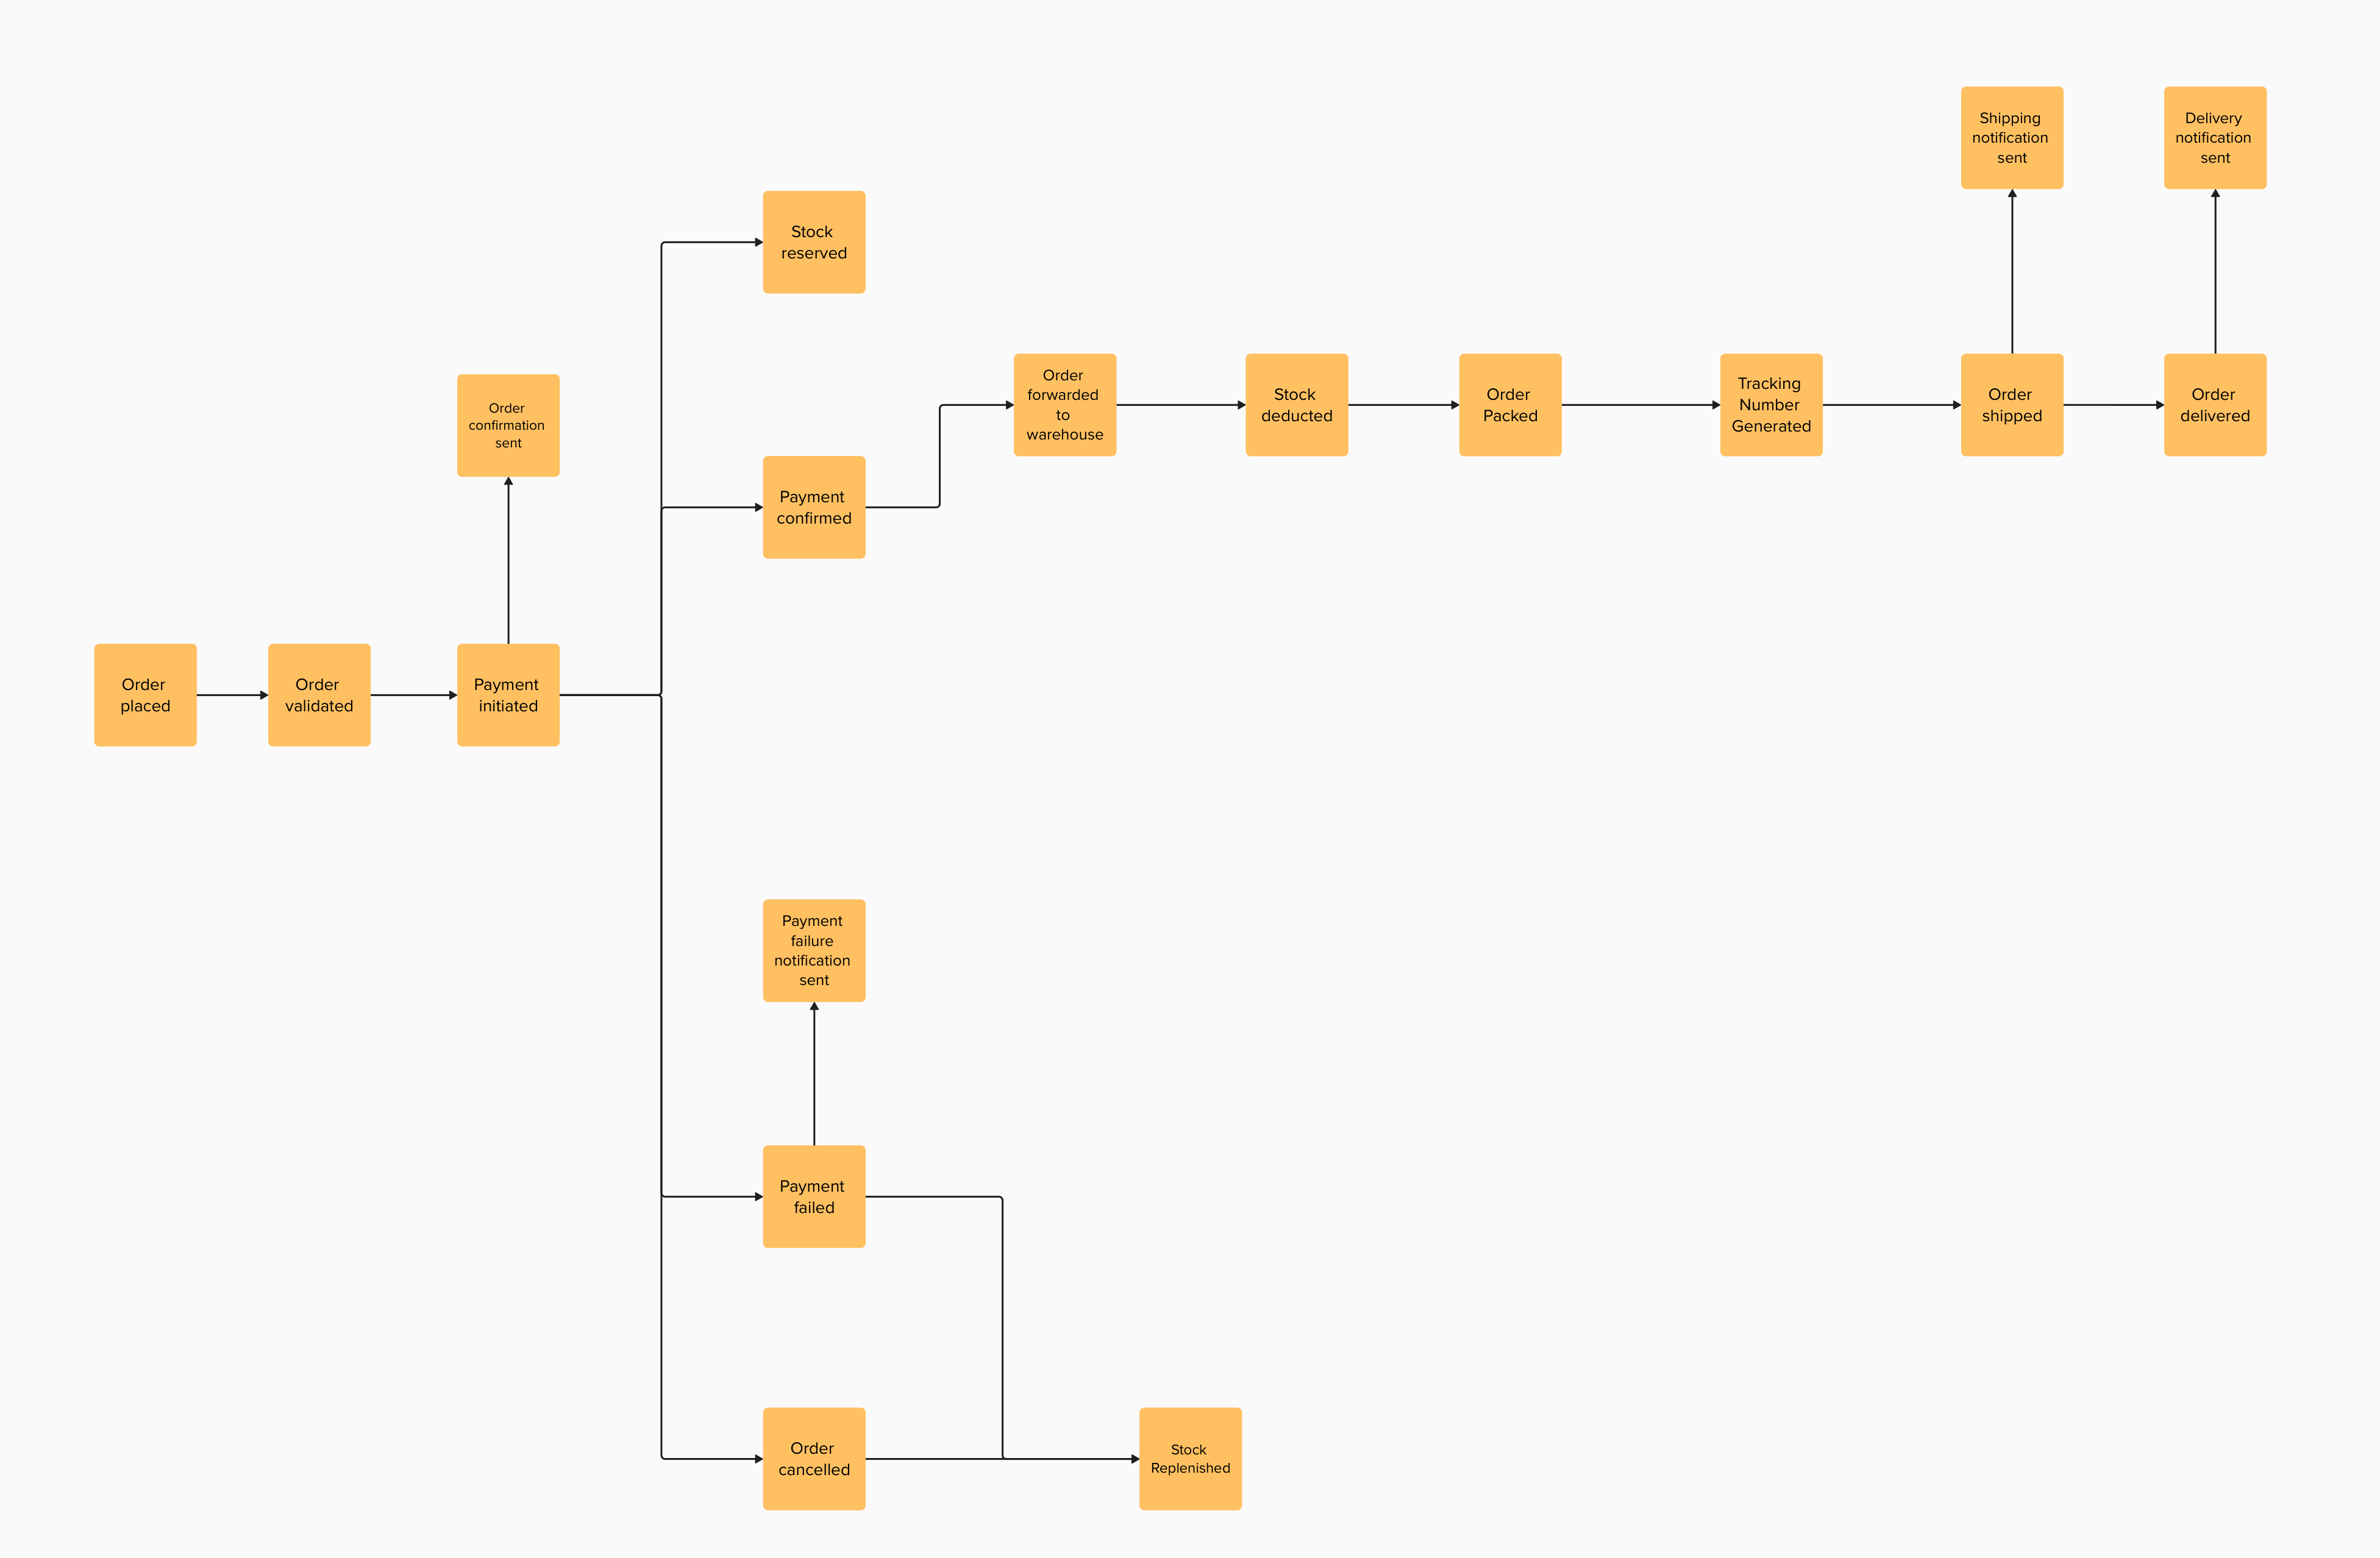 Shipping
notification
sent
Delivery
notification
sent
Stock
reserved
Order
confirmation
sent
Order
forwarded
to
warehouse
Stock
deducted
Order
Packed
Tracking
Number
Generated
Order
shipped
Order
delivered
Payment
confirmed
Order
placed
Order
validated
Payment
initiated
Payment
failure
notification
sent
Payment
failed
Order
cancelled
Stock
Replenished